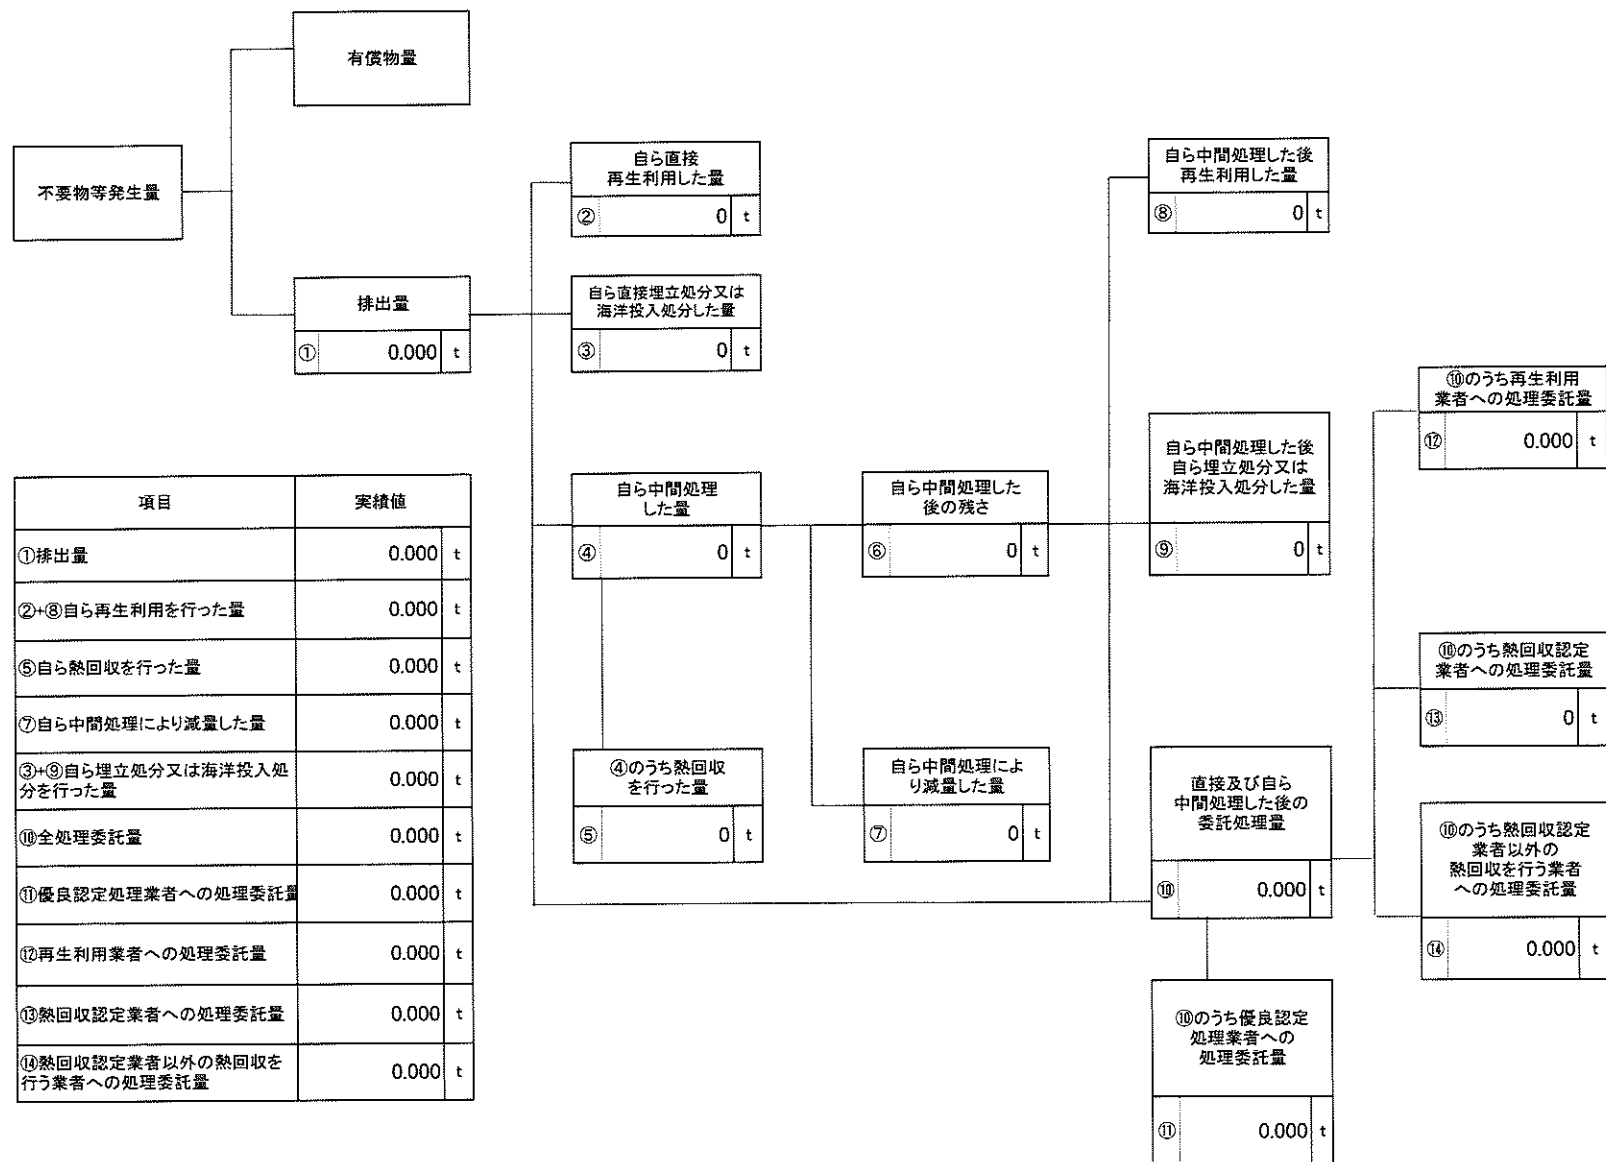 有償物量
不要物等発生量
排出量
① 0.000 t
自ら直接
再生利用した量
② 0 t
自ら直接埋立処分又は
海洋投入処分した量
③ 0 t
自ら中間処理
した量
④ 0 t
④のうち熱回収
を行った量
⑤ 0 t
自ら中間処理した
後の残さ
⑥ 0 t
自ら中間処理によ
り減量した量
⑦ 0 t
自ら中間処理した後
再生利用した量
⑧ 0 t
自ら中間処理した後
自ら埋立処分又は
海洋投入処分した量
⑨ 0 t
直接及び自ら
中間処理した後の
委託処理量
⑩ 0.000 t
⑩のうち優良認定
処理業者への
処理委託量
⑪ 0.000 t
⑩のうち再生利用
業者への処理委託量
⑫ 0.000 t
⑩のうち熱回収認定
業者への処理委託量
⑬ 0 t
⑩のうち熱回収認定
業者以外の
熱回収を行う業者
への処理委託量
⑭ 0.000 t
項目 実績値
①排出量 0.000 t
②+⑧自ら再生利用を行った量 0.000 t
⑤自ら熱回収を行った量 0.000 t
⑦自ら中間処理により減量した量 0.000 t
③+⑨自ら埋立処分又は海洋投入処
分を行った量 0.000 t
⑩全処理委託量 0.000 t
⑪優良認定処理業者への処理委託量 0.000 t
⑫再生利用業者への処理委託量 0.000 t
⑬熱回収認定業者への処理委託量 0.000 t
⑭熱回収認定業者以外の熱回収を
行う業者への処理委託量 0.000 t